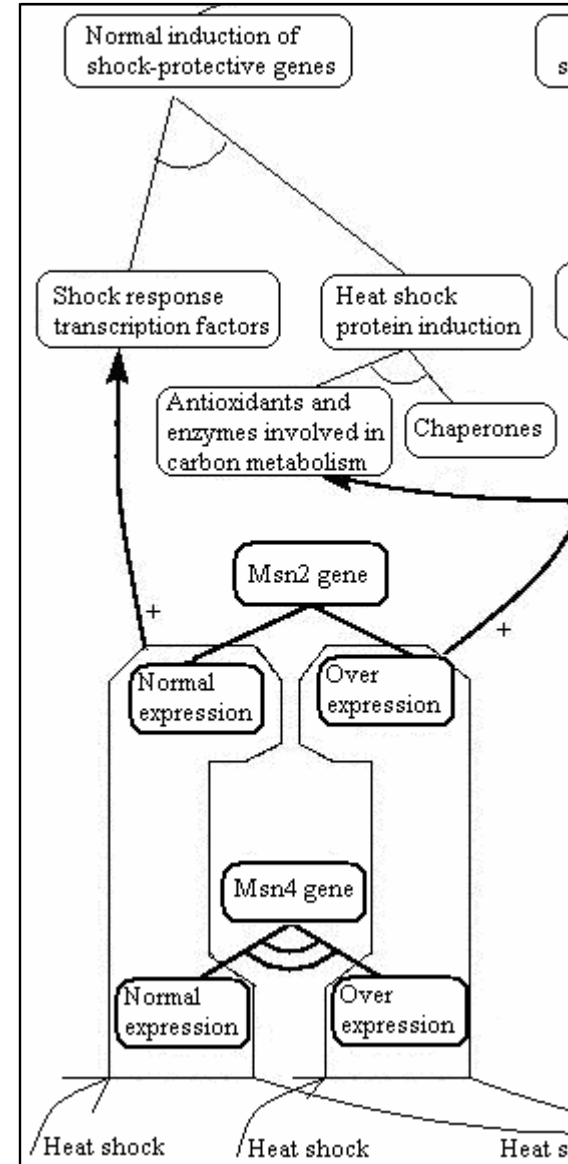 Normal induction of
shock-protective genes
s
Shock response
transcription factors
Heat shock
protein induction
Antioxidants and
enzymes involved in
carbon metabolism
Chaperones
Msn2 gene
+
+
Normal
expression
Over
expression
Msn4 gene
Normal
expression
Over
expression
Heat shock
Heat shock
Heat s